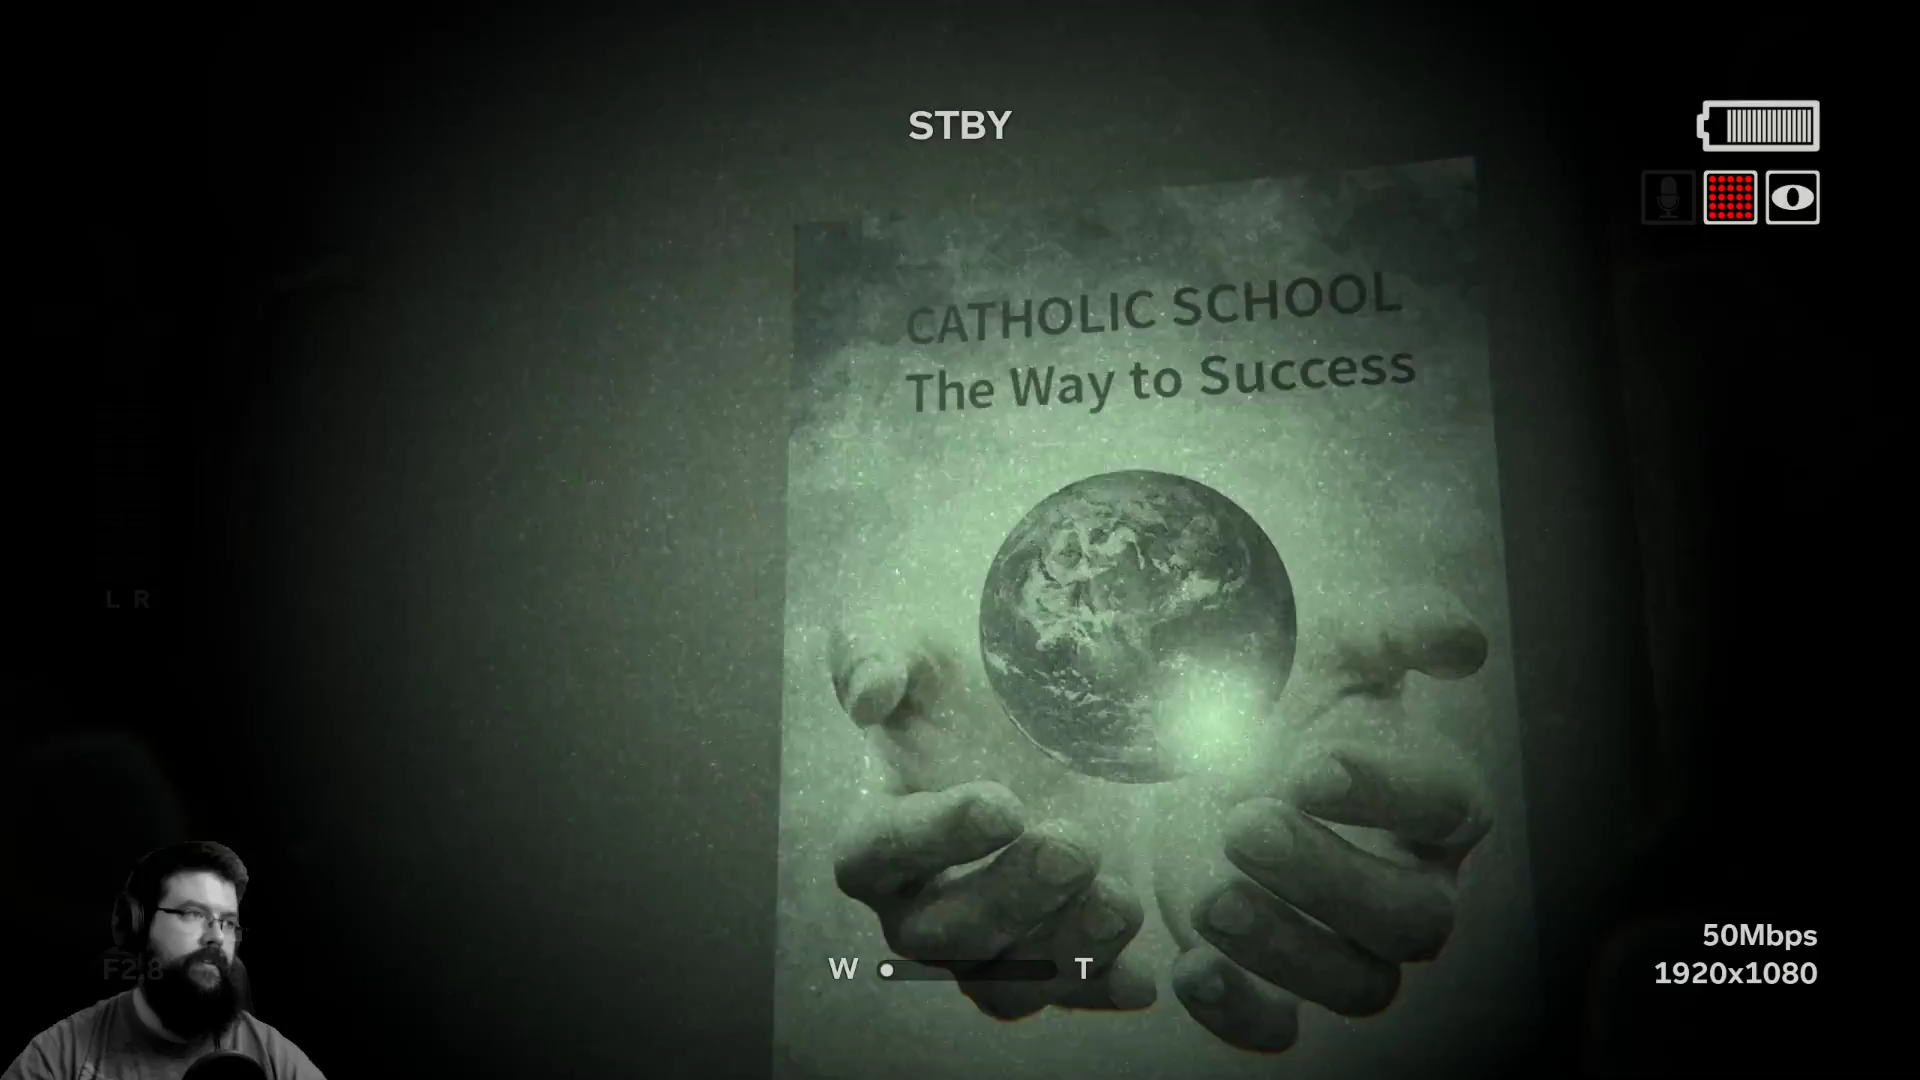 STBY
CATHOLIC SCHOOL
The Way to Success
L R
F2.8
W T
50Mbps
1920x1080